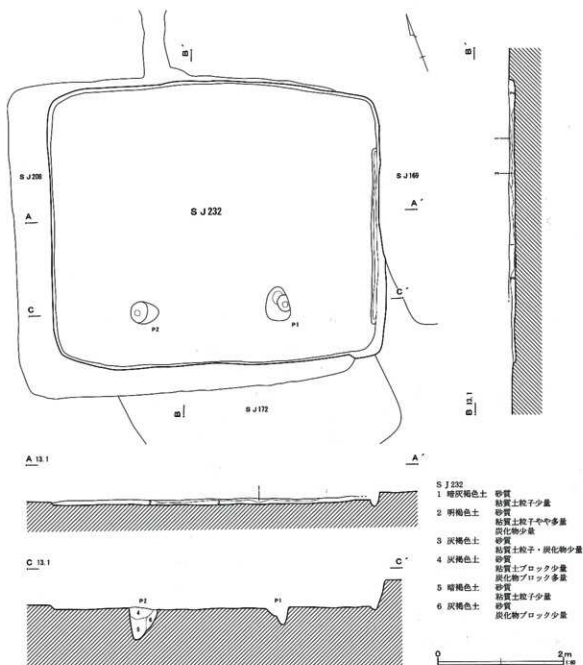 B′
B′
SJ208
SJ169
A
A′
SJ232
C
C′
P2
P1
B
SJ172
B 13.1
A 13.1
A′
C 13.1
C′
P2
P1
4
5
6
SJ232
1 暗灰褐色土 砂質
粘質土粒子少量
2 明褐色土 砂質
粘質土粒子やや多量
炭化物少量
3 灰褐色土 砂質
粘質土粒子・炭化物少量
4 灰褐色土 砂質
粘質土ブロック少量
炭化物ブロック多量
5 暗褐色土 砂質
粘質土粒子少量
6 灰褐色土 砂質
炭化物ブロック少量
0 2m